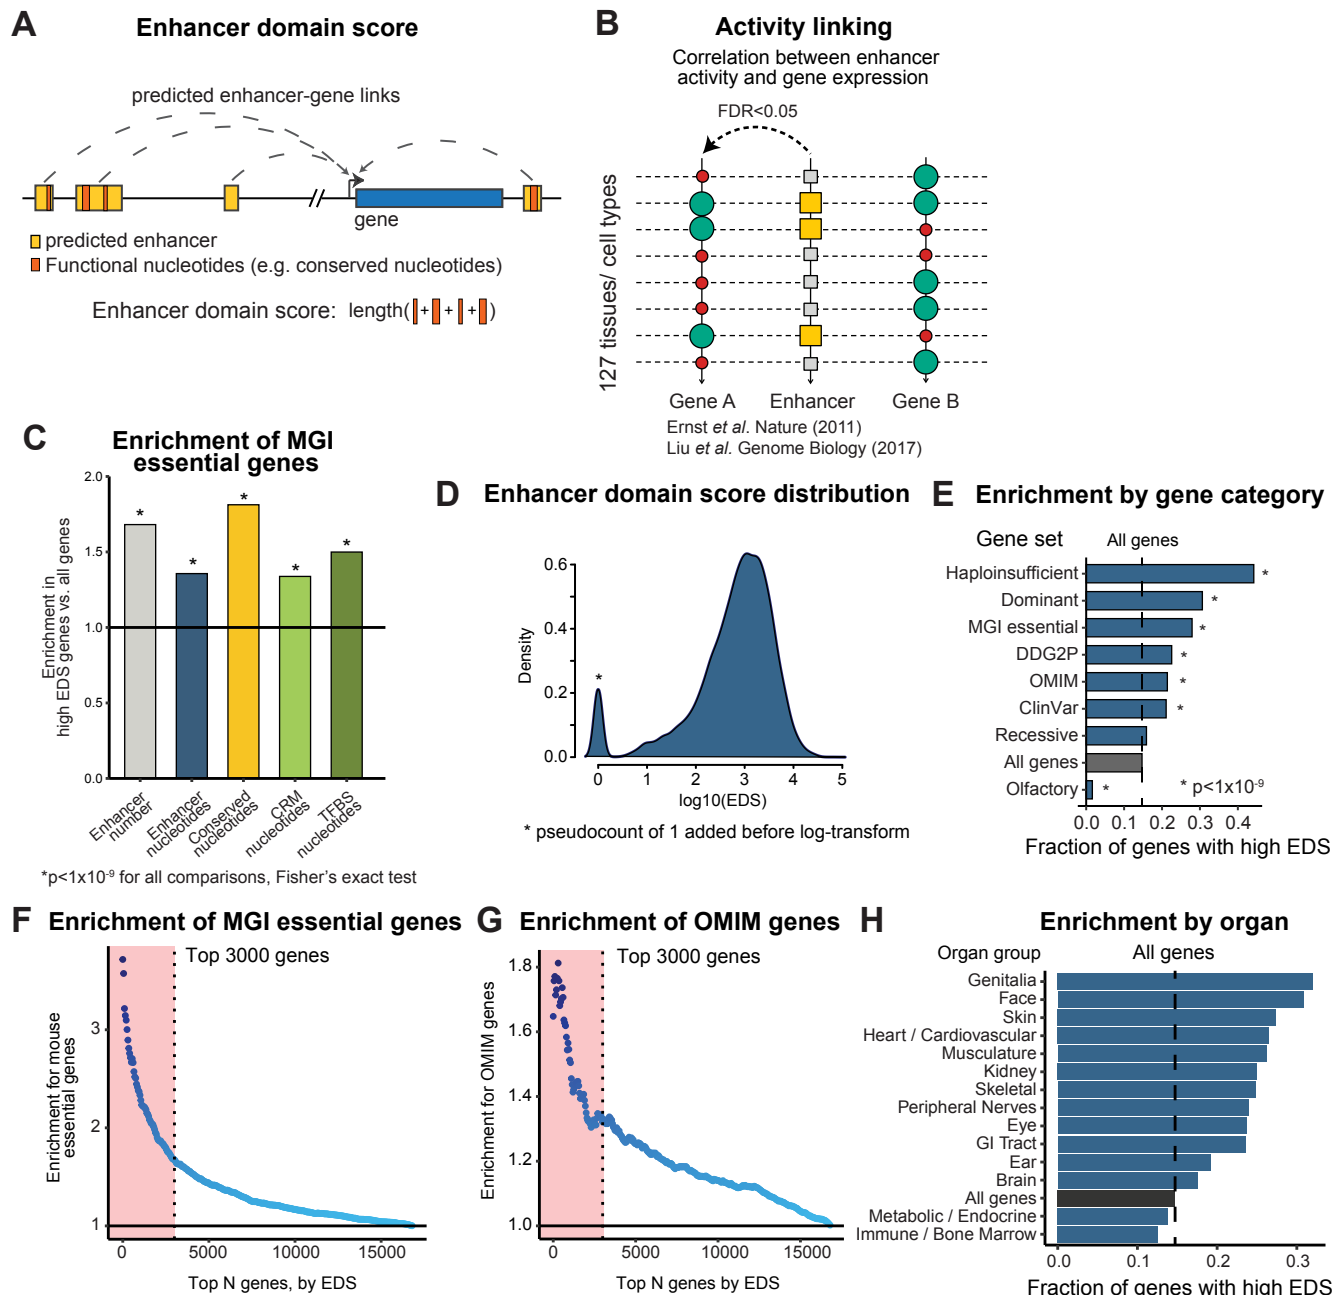 A
Enhancer domain score
predicted enhancer-gene links
gene
predicted enhancer
Functional nucleotides (e.g. conserved nucleotides)
Enhancer domain score: length( + + + )
B
Activity linking
Correlation between enhancer
activity and gene expression
FDR<0.05
127 tissues/ cell types
Gene A
Enhancer
Gene B
Ernst et al. Nature (2011)
Liu et al. Genome Biology (2017)
C
Enrichment of MGI
essential genes
Enrichment in
high EDS genes vs. all genes
2.0
1.5
1.0
0.5
0.0
*
*
*
*
*
Enhancer
number
Enhancer
nucleotides
Conserved
nucleotides
CRM
nucleotides
TFBS
nucleotides
*p<1x10⁻⁹ for all comparisons, Fisher's exact test
D
Enhancer domain score distribution
Density
0.6
0.4
0.2
0.0
*
0
1
2
3
4
5
log10(EDS)
* pseudocount of 1 added before log-transform
E
Enrichment by gene category
Gene set
All genes
Haploinsufficient
*
Dominant
*
MGI essential
*
DDG2P
*
OMIM
*
ClinVar
*
Recessive
All genes
Olfactory
*
* p<1x10⁻⁹
0.0
0.1
0.2
0.3
0.4
Fraction of genes with high EDS
F
Enrichment of MGI essential genes
Top 3000 genes
Enrichment for mouse
essential genes
3
2
1
0
5000
10000
15000
Top N genes, by EDS
G
Enrichment of OMIM genes
Top 3000 genes
Enrichment for OMIM genes
1.8
1.6
1.4
1.2
1.0
0
5000
10000
15000
Top N genes by EDS
H
Enrichment by organ
Organ group
All genes
Genitalia
Face
Skin
Heart / Cardiovascular
Musculature
Kidney
Skeletal
Peripheral Nerves
Eye
GI Tract
Ear
Brain
All genes
Metabolic / Endocrine
Immune / Bone Marrow
0.0
0.1
0.2
0.3
Fraction of genes with high EDS